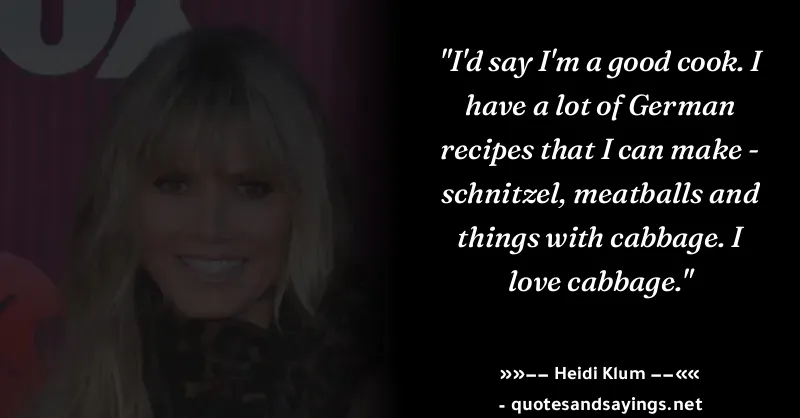 "I'd say I'm a good cook. I
have a lot of German
recipes that I can make -
schnitzel, meatballs and
things with cabbage. I
love cabbage."
»»−− Heidi Klum −−««
- quotesandsayings.net